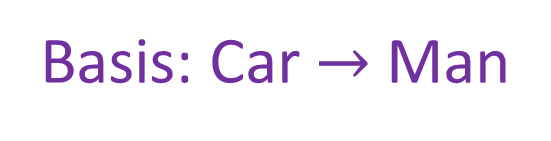 Basis: Car → Man